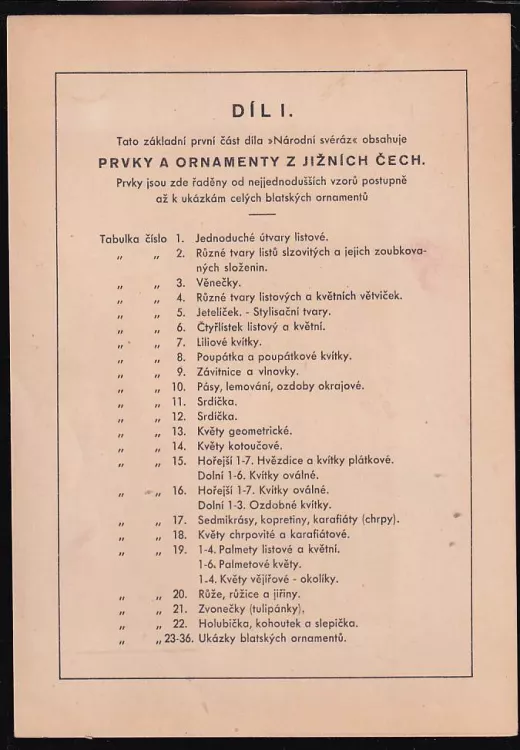 DÍL I.
Tato základní první část díla »Národní svéráz« obsahuje
PRVKY A ORNAMENTY Z JIŽNÍCH ČECH.
Prvky jsou zde řaděny od nejjednodušších vzorů postupně
až k ukázkám celých blatských ornamentů
Tabulka číslo 1. Jednoduché útvary listové.
„ „ 2. Různé tvary listů slzovitých a jejich zoubkova-
ných složenin.
„ „ 3. Věnečky.
„ „ 4. Různé tvary listových a květních větviček.
„ „ 5. Jetelíček. - Stylisační tvary.
„ „ 6. Čtyřlístek listový a květní.
„ „ 7. Liliové kvítky.
„ „ 8. Poupátka a poupátkové kvítky.
„ „ 9. Závitnice a vlnovky.
„ „ 10. Pásy, lemování, ozdoby okrajové.
„ „ 11. Srdíčka.
„ „ 12. Srdíčka.
„ „ 13. Květy geometrické.
„ „ 14. Květy kotoučové.
„ „ 15. Hořejší 1-7. Hvězdice a kvítky plátkové.
Dolní 1-6. Kvítky oválné.
„ „ 16. Hořejší 1-7. Kvítky oválné.
Dolní 1-3. Ozdobné kvítky.
„ „ 17. Sedmikrásy, kopretiny, karafiáty (chrpy).
„ „ 18. Květy chrpovité a karafiátové.
„ „ 19. 1-4. Palmety listové a květní.
1-6. Palmetové květy.
1-4. Květy vějířové - okolíky.
„ „ 20. Růže, růžice a jiřiny.
„ „ 21. Zvonečky (tulipánky),
„ „ 22. Holubička, kohoutek a slepička.
„ „ 23-36. Ukázky blatských ornamentů.